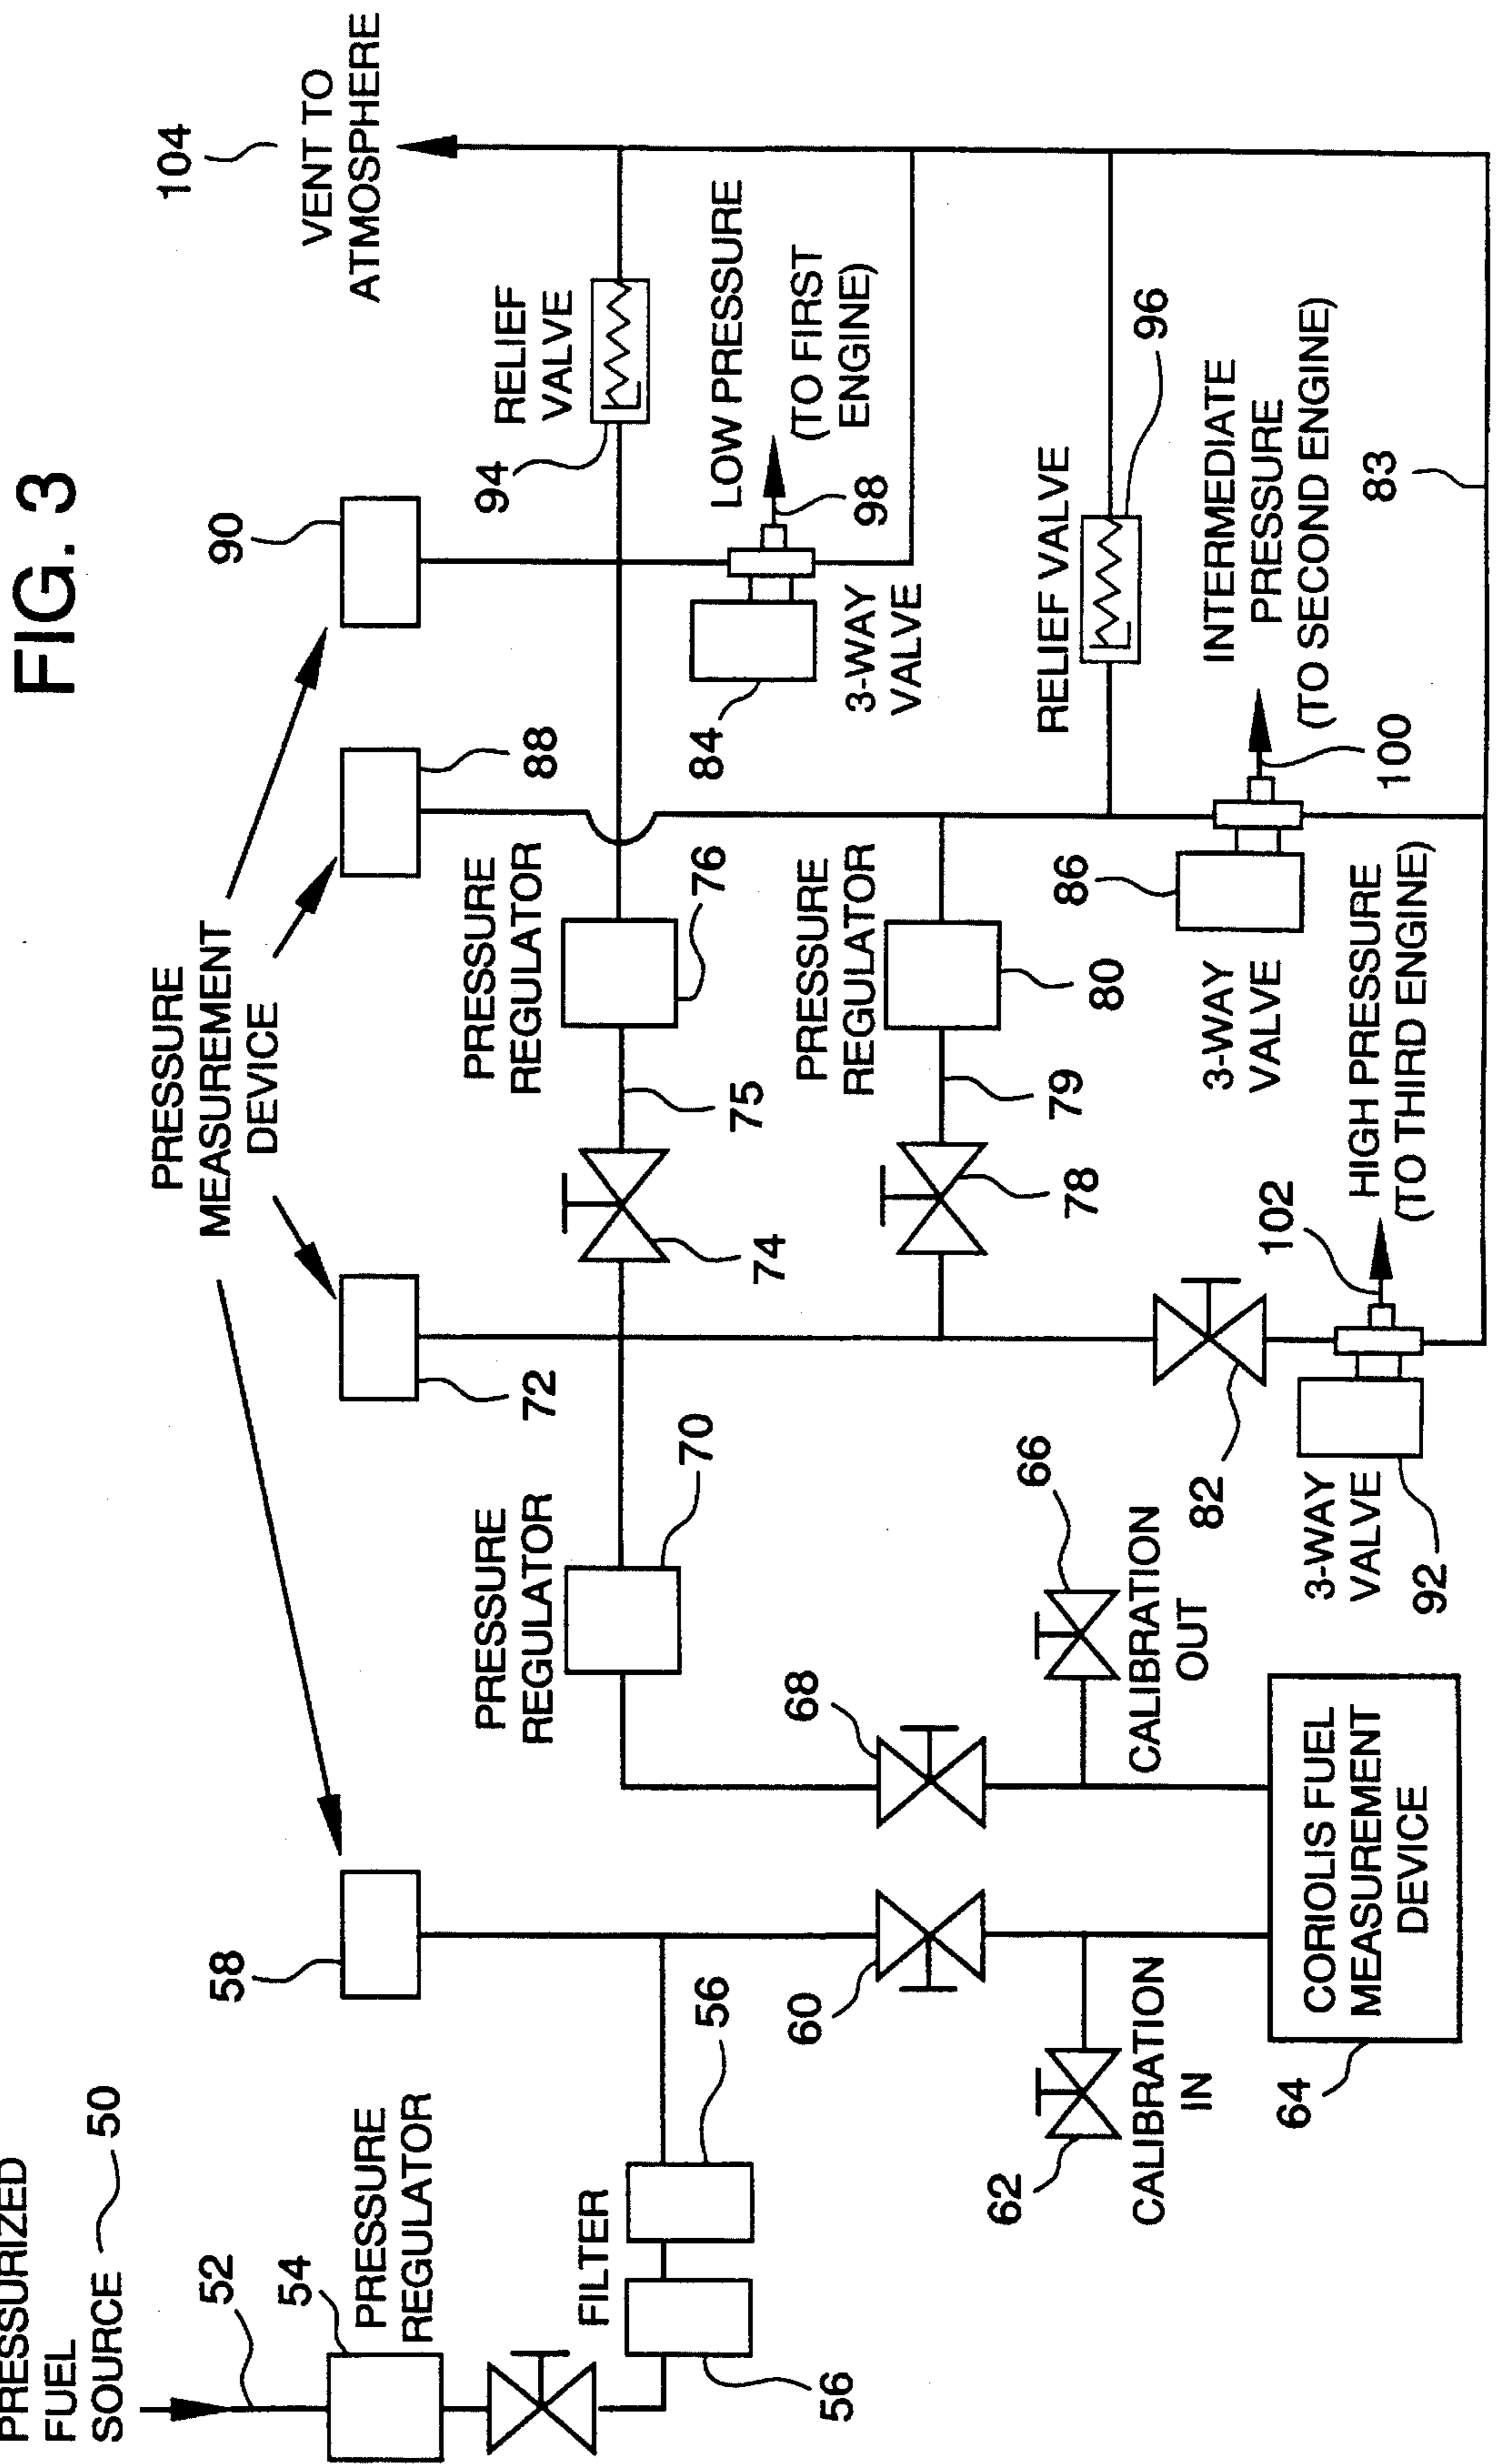 FIG. 3
PRESSURIZED
FUEL
SOURCE
50
52
54
PRESSURE
REGULATOR
FILTER
56
56
58
PRESSURE
MEASUREMENT
DEVICE
60
62
CALIBRATION
IN
64
CORIOLIS FUEL
MEASUREMENT
DEVICE
66
CALIBRATION
OUT
68
PRESSURE
REGULATOR
70
72
74
75
PRESSURE
REGULATOR
76
78
79
PRESSURE
REGULATOR
80
82
3-WAY
VALVE
92
102
HIGH PRESSURE
(TO THIRD ENGINE)
88
90
84
3-WAY
VALVE
98
LOW PRESSURE
(TO FIRST
ENGINE)
94
RELIEF
VALVE
RELIEF VALVE
96
86
3-WAY
VALVE
100
INTERMEDIATE
PRESSURE
(TO SECOND ENGINE)
83
104
VENT TO
ATMOSPHERE